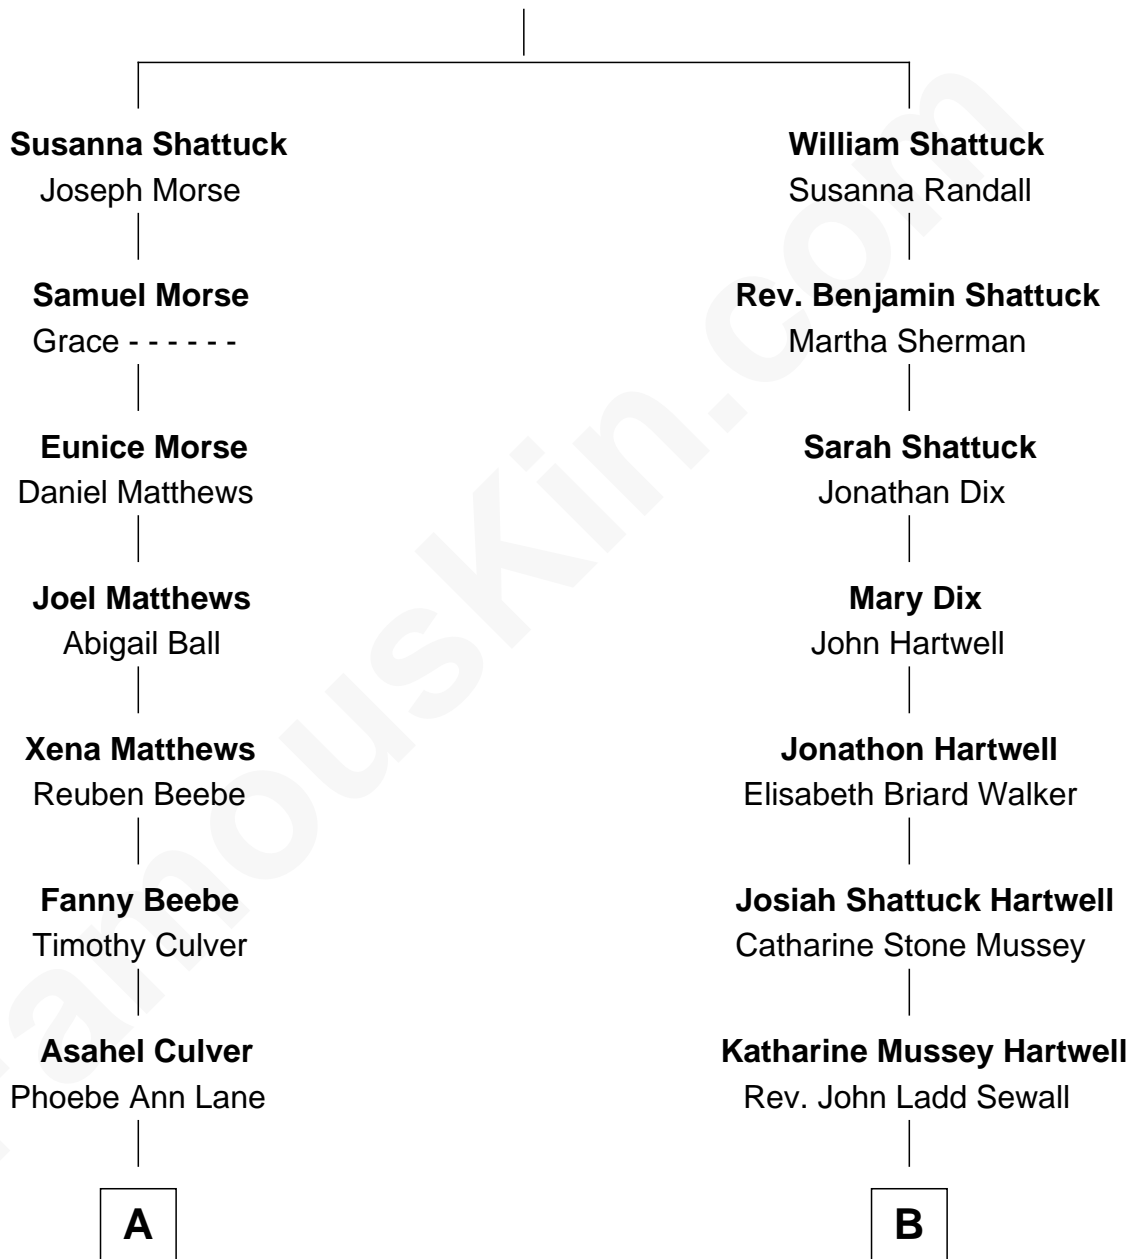 Susanna Shattuck
Joseph Morse
William Shattuck
Susanna Randall
Samuel Morse
Grace - - - - - -
Rev. Benjamin Shattuck
Martha Sherman
Eunice Morse
Daniel Matthews
Sarah Shattuck
Jonathan Dix
Joel Matthews
Abigail Ball
Mary Dix
John Hartwell
Xena Matthews
Reuben Beebe
Jonathon Hartwell
Elisabeth Briard Walker
Fanny Beebe
Timothy Culver
Josiah Shattuck Hartwell
Catharine Stone Mussey
Asahel Culver
Phoebe Ann Lane
Katharine Mussey Hartwell
Rev. John Ladd Sewall
A
B
FamousKin.com